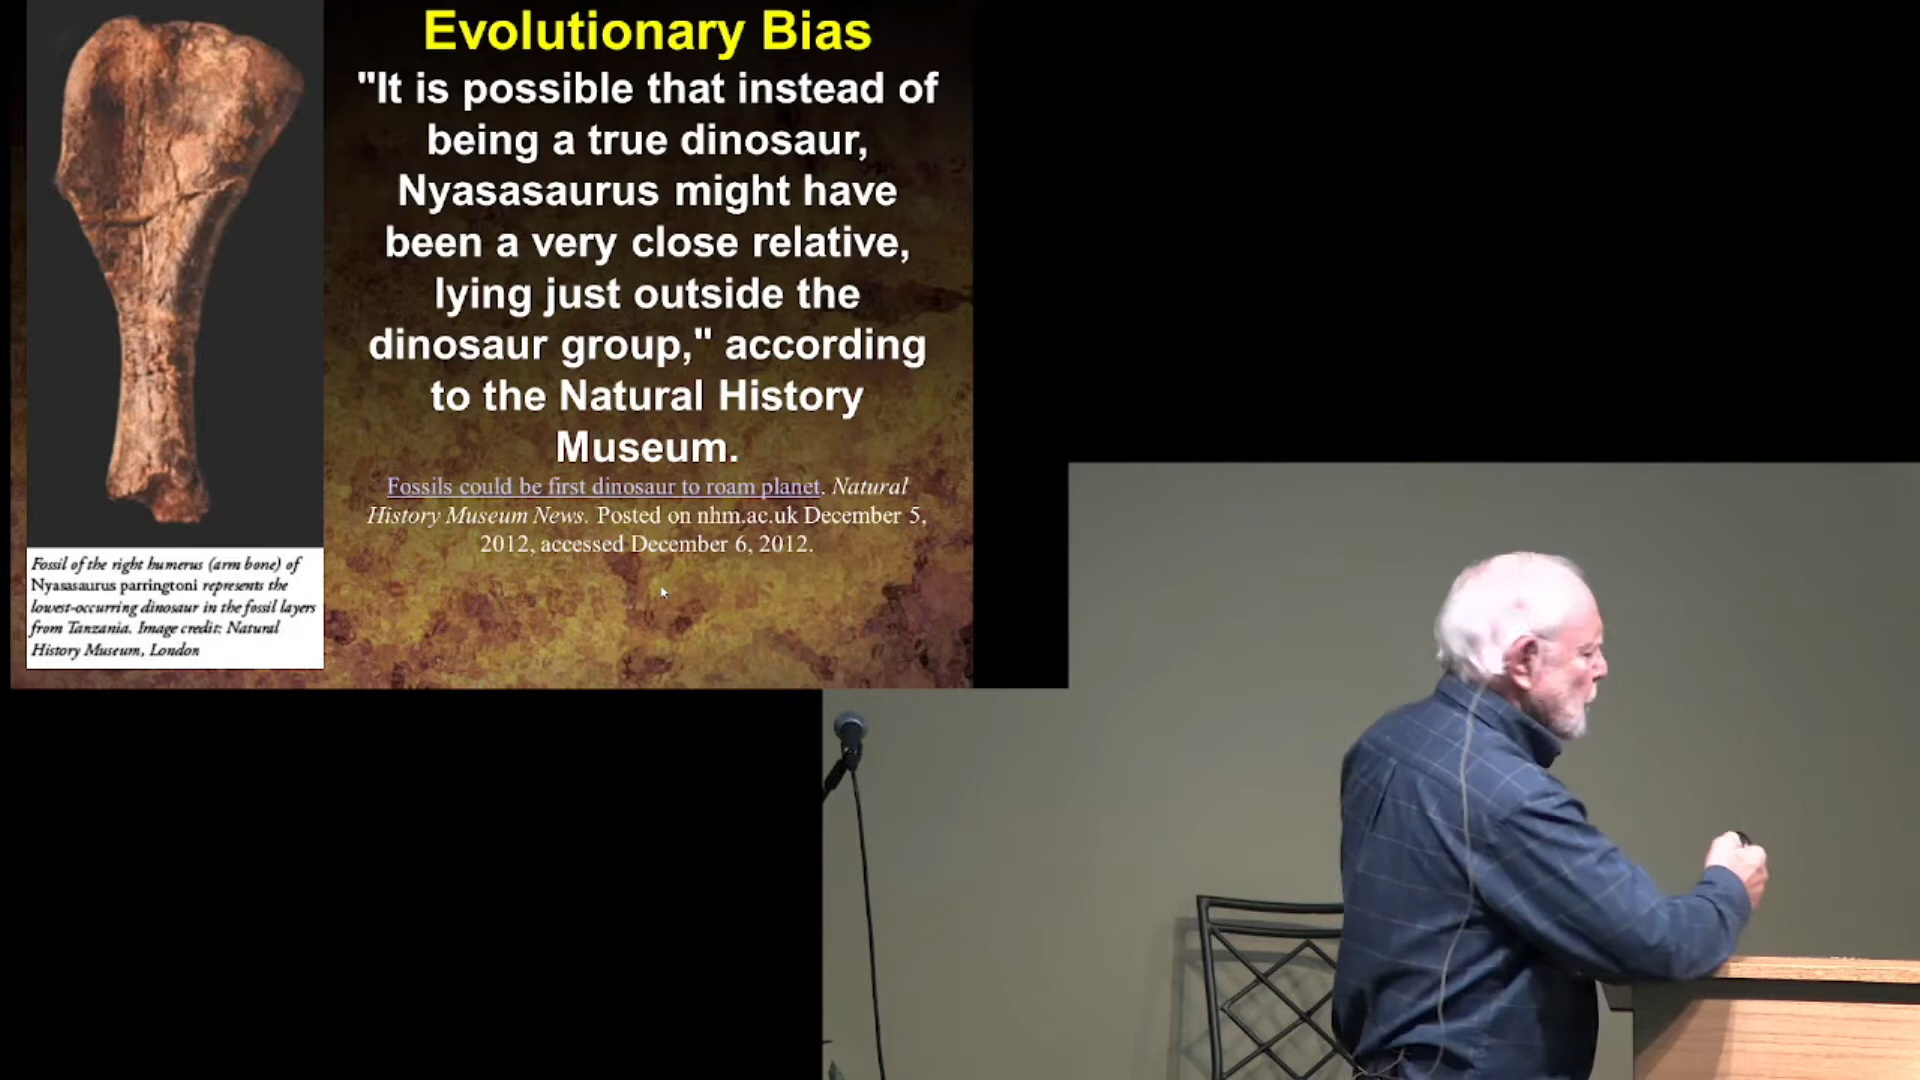 Evolutionary Bias
"It is possible that instead of
being a true dinosaur,
Nyasasaurus might have
been a very close relative,
lying just outside the
dinosaur group," according
to the Natural History
Museum.
Fossils could be first dinosaur to roam planet. Natural
History Museum News. Posted on nhm.ac.uk December 5,
2012, accessed December 6, 2012.
Fossil of the right humerus (arm bone) of
Nyasasaurus parringtoni represents the
lowest-occurring dinosaur in the fossil layers
from Tanzania. Image credit: Natural
History Museum, London